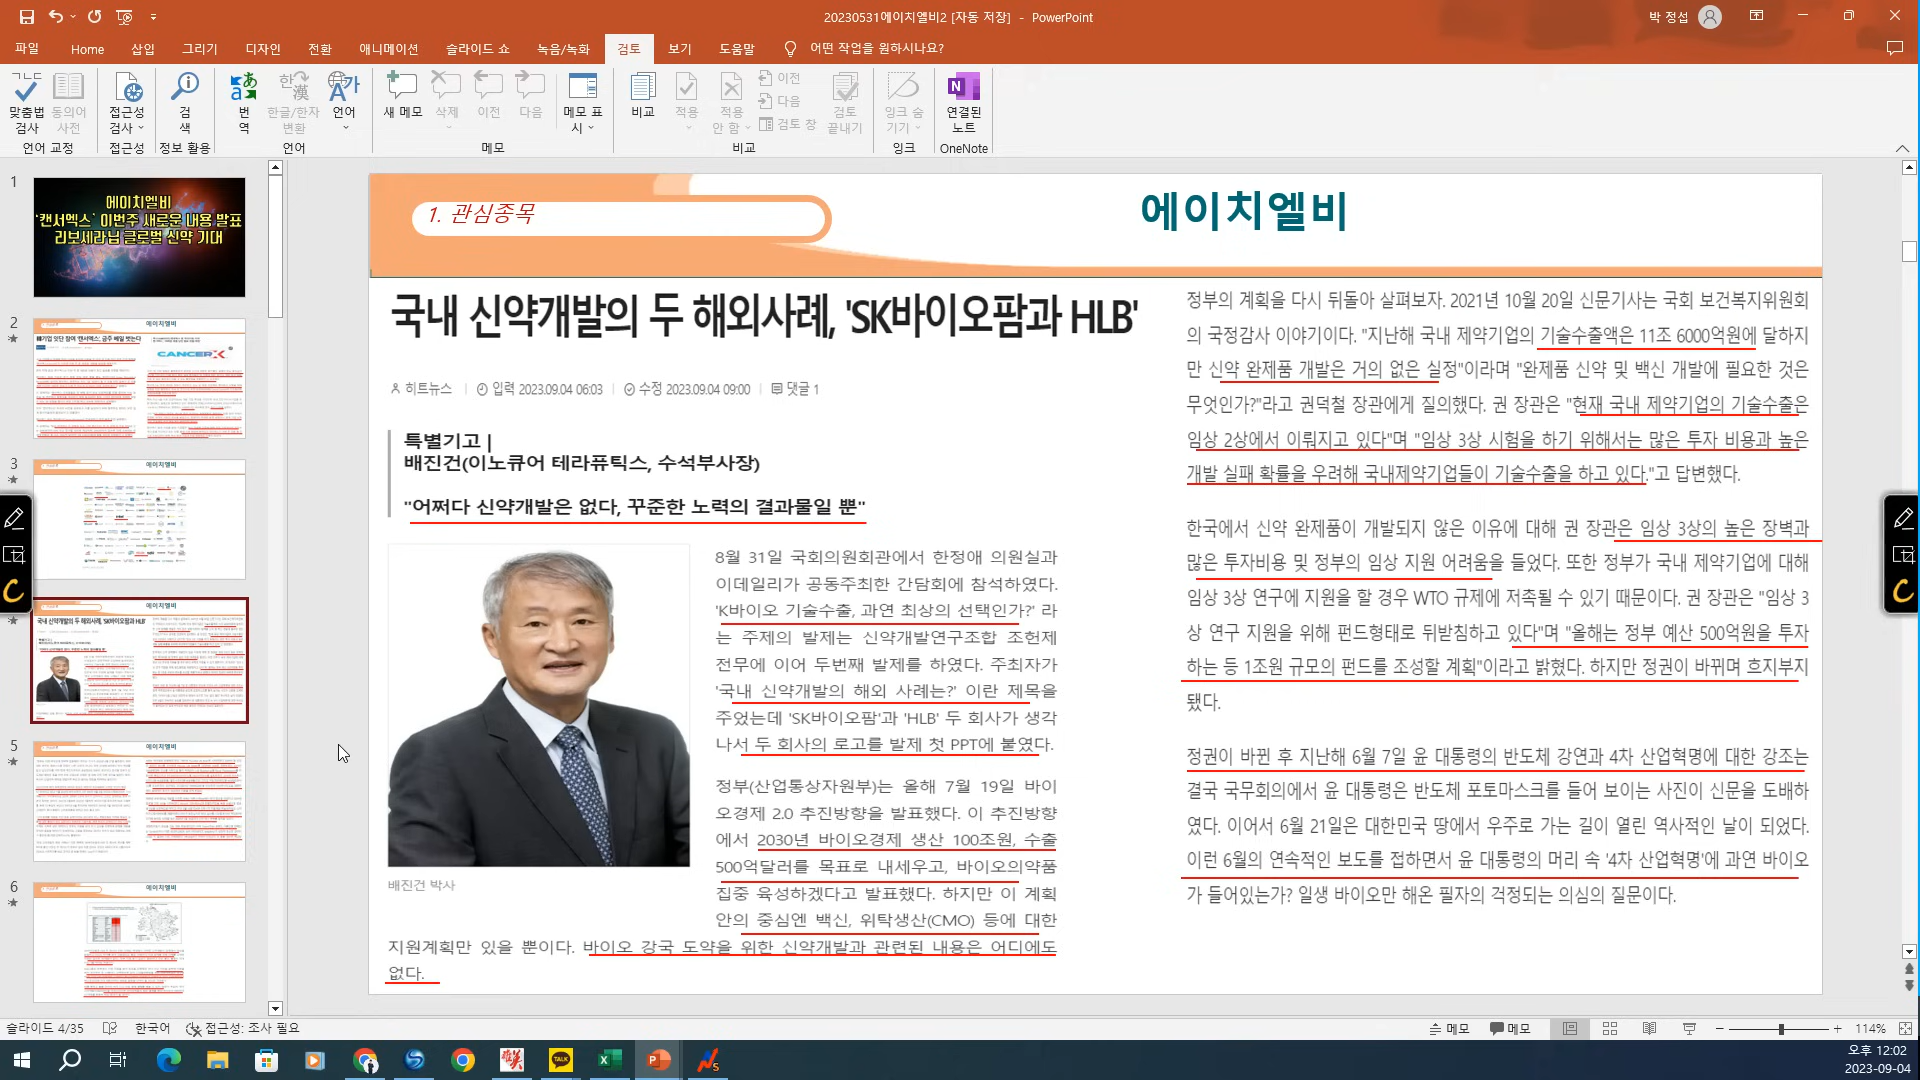 20230531에이치엘비2 [자동 저장] - PowerPoint
박 정섭
파일 Home 삽입 그리기 디자인 전환 애니메이션 슬라이드 쇼 녹음/녹화 검토 보기 도움말 어떤 작업을 원하시나요?
맞춤법 검사
동의어 사전
언어 교정
접근성 검사
접근성
검색
정보 활용
번역
한글/한자 변환
언어
언어
새 메모
삭제
이전
다음
메모 표시
메모
비교
적용
적용 안 함
이전
다음
검토 창
검토 끝내기
비교
잉크 숨기기
잉크
연결된 노트
OneNote
1
에이치엘비
'캔서엑스' 이번주 새로운 내용 발표
리보세라닙 글로벌 신약 기대
2
에이치엘비
CANCERX
3
에이치엘비
에이치엘비
국내 신약개발의 두 해외사례, 'SK바이오팜과 HLB'
5
에이치엘비
6
에이치엘비
1. 관심종목
에이치엘비
국내 신약개발의 두 해외사례, 'SK바이오팜과 HLB'
히트뉴스 입력 2023.09.04 06:03 수정 2023.09.04 09:00 댓글 1
특별기고 |
배진건(이노큐어 테라퓨틱스, 수석부사장)
"어쩌다 신약개발은 없다, 꾸준한 노력의 결과물일 뿐"
배진건 박사
8월 31일 국회의원회관에서 한정애 의원실과
이데일리가 공동주최한 간담회에 참석하였다.
'K바이오 기술수출, 과연 최상의 선택인가?' 라
는 주제의 발제는 신약개발연구조합 조헌제
전무에 이어 두번째 발제를 하였다. 주최자가
'국내 신약개발의 해외 사례는?' 이란 제목을
주었는데 'SK바이오팜'과 'HLB' 두 회사가 생각
나서 두 회사의 로고를 발제 첫 PPT에 붙였다.
정부(산업통상자원부)는 올해 7월 19일 바이
오경제 2.0 추진방향을 발표했다. 이 추진방향
에서 2030년 바이오경제 생산 100조원, 수출
500억달러를 목표로 내세우고, 바이오의약품
집중 육성하겠다고 발표했다. 하지만 이 계획
안의 중심엔 백신, 위탁생산(CMO) 등에 대한
지원계획만 있을 뿐이다. 바이오 강국 도약을 위한 신약개발과 관련된 내용은 어디에도
없다.
정부의 계획을 다시 뒤돌아 살펴보자. 2021년 10월 20일 신문기사는 국회 보건복지위원회
의 국정감사 이야기이다. "지난해 국내 제약기업의 기술수출액은 11조 6000억원에 달하지
만 신약 완제품 개발은 거의 없은 실정"이라며 "완제품 신약 및 백신 개발에 필요한 것은
무엇인가?"라고 권덕철 장관에게 질의했다. 권 장관은 "현재 국내 제약기업의 기술수출은
임상 2상에서 이뤄지고 있다"며 "임상 3상 시험을 하기 위해서는 많은 투자 비용과 높은
개발 실패 확률을 우려해 국내제약기업들이 기술수출을 하고 있다."고 답변했다.
한국에서 신약 완제품이 개발되지 않은 이유에 대해 권 장관은 임상 3상의 높은 장벽과
많은 투자비용 및 정부의 임상 지원 어려움을 들었다. 또한 정부가 국내 제약기업에 대해
임상 3상 연구에 지원을 할 경우 WTO 규제에 저촉될 수 있기 때문이다. 권 장관은 "임상 3
상 연구 지원을 위해 펀드형태로 뒤받침하고 있다"며 "올해는 정부 예산 500억원을 투자
하는 등 1조원 규모의 펀드를 조성할 계획"이라고 밝혔다. 하지만 정권이 바뀌며 흐지부지
됐다.
정권이 바뀐 후 지난해 6월 7일 윤 대통령의 반도체 강연과 4차 산업혁명에 대한 강조는
결국 국무회의에서 윤 대통령은 반도체 포토마스크를 들어 보이는 사진이 신문을 도배하
였다. 이어서 6월 21일은 대한민국 땅에서 우주로 가는 길이 열린 역사적인 날이 되었다.
이런 6월의 연속적인 보도를 접하면서 윤 대통령의 머리 속 '4차 산업혁명'에 과연 바이오
가 들어있는가? 일생 바이오만 해온 필자의 걱정되는 의심의 질문이다.
슬라이드 4/35 한국어 접근성: 조사 필요
메모 메모 114%
TALK
오후 12:02
2023-09-04